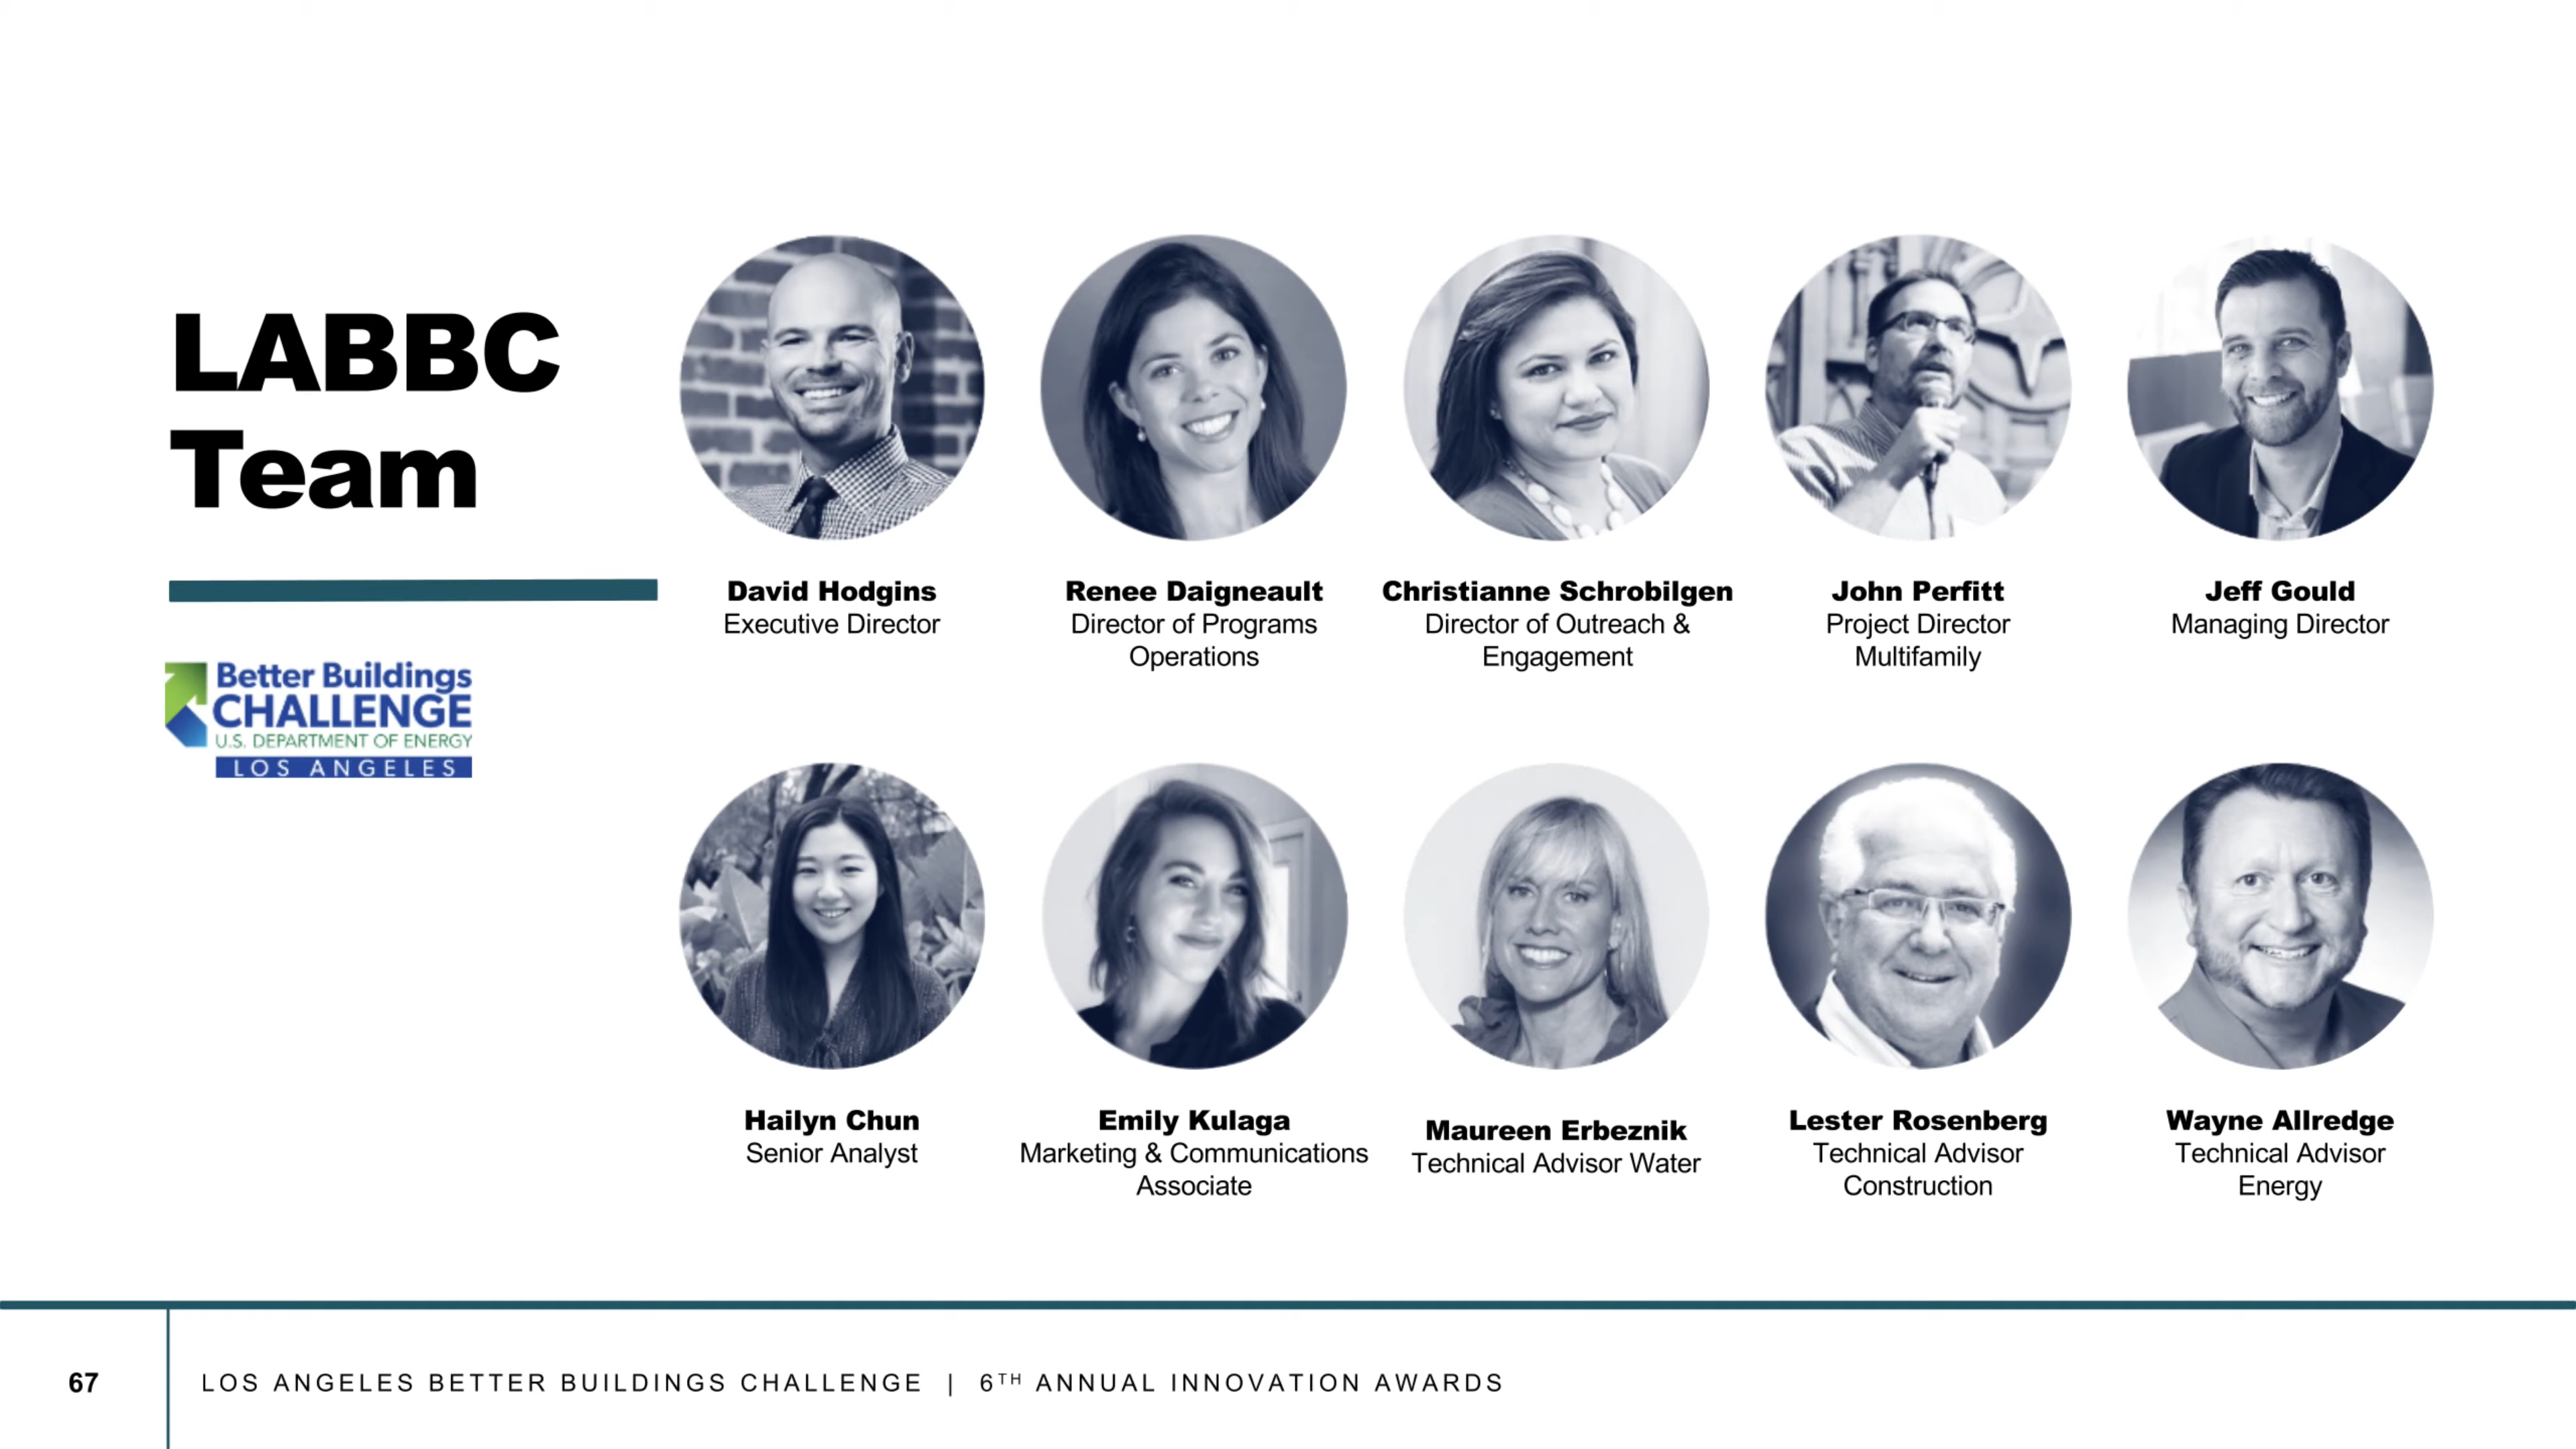 LABBC
Team
Better Buildings
CHALLENGE
U.S. DEPARTMENT OF ENERGY
LOS ANGELES
David Hodgins
Executive Director
Renee Daigneault
Director of Programs
Operations
Christianne Schrobilgen
Director of Outreach &
Engagement
John Perfitt
Project Director
Multifamily
Jeff Gould
Managing Director
Hailyn Chun
Senior Analyst
Emily Kulaga
Marketing & Communications
Associate
Maureen Erbeznik
Technical Advisor Water
Lester Rosenberg
Technical Advisor
Construction
Wayne Allredge
Technical Advisor
Energy
67
LOS ANGELES BETTER BUILDINGS CHALLENGE | 6TH ANNUAL INNOVATION AWARDS